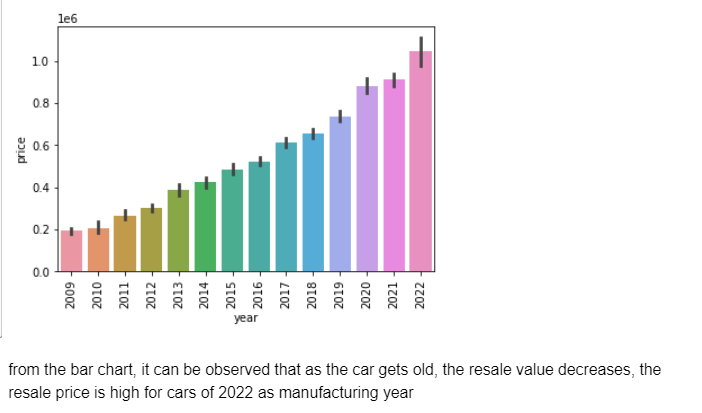 1e6
1.0
0.8
0.6
0.4
0.2
0.0
price
2009 2010 2011 2012 2013 2014 2015 2016 2017 2018 2019 2020 2021 2022
year
from the bar chart, it can be observed that as the car gets old, the resale value decreases, the
resale price is high for cars of 2022 as manufacturing year